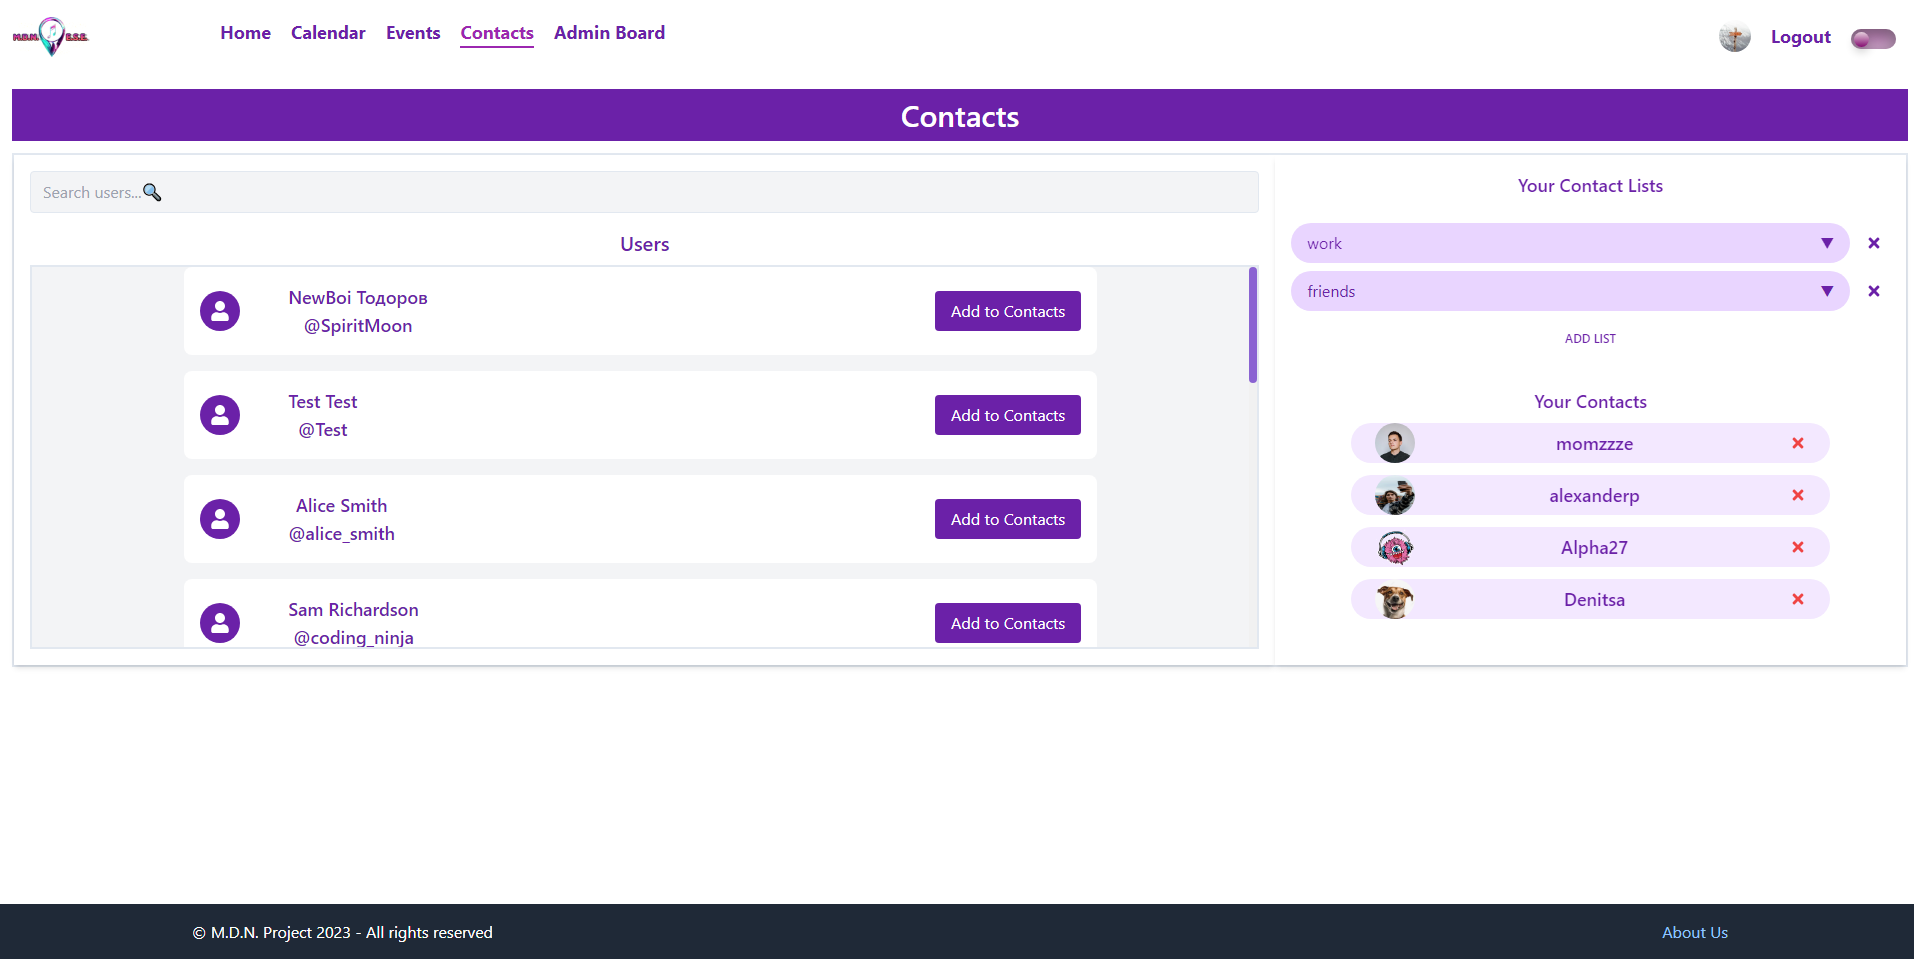 M.D.N. E.S.E.
Home Calendar Events Contacts Admin Board
Logout
Contacts
Search users...🔍
Users
NewBoi Тодоров
@SpiritMoon
Add to Contacts
Test Test
@Test
Add to Contacts
Alice Smith
@alice_smith
Add to Contacts
Sam Richardson
@coding_ninja
Add to Contacts
Your Contact Lists
work
friends
ADD LIST
Your Contacts
momzzze
alexanderp
Alpha27
Denitsa
© M.D.N. Project 2023 - All rights reserved
About Us